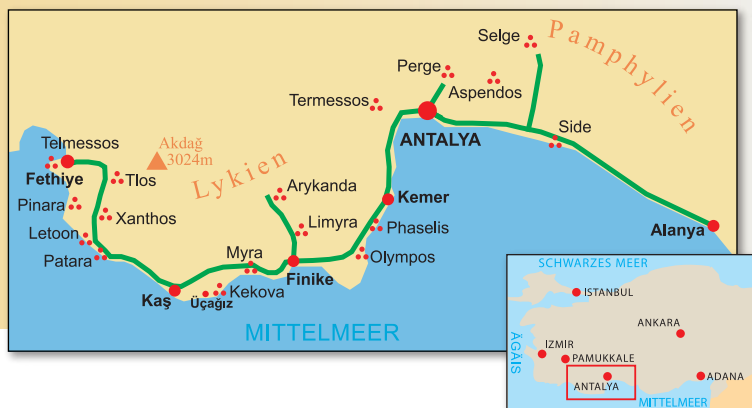 Selge
Pamphylien
Perge
Aspendos
Termessos
ANTALYA
Side
Telmessos
Akdağ
3024m
Lykien
Fethiye
Tlos
Arykanda
Kemer
Pinara
Xanthos
Limyra
Phaselis
Alanya
Letoon
Patara
Myra
Olympos
Finike
Kaş
Üçağız
Kekova
MITTELMEER
SCHWARZES MEER
ISTANBUL
ANKARA
ÄGÄIS
IZMIR
PAMUKKALE
ANTALYA
ADANA
MITTELMEER